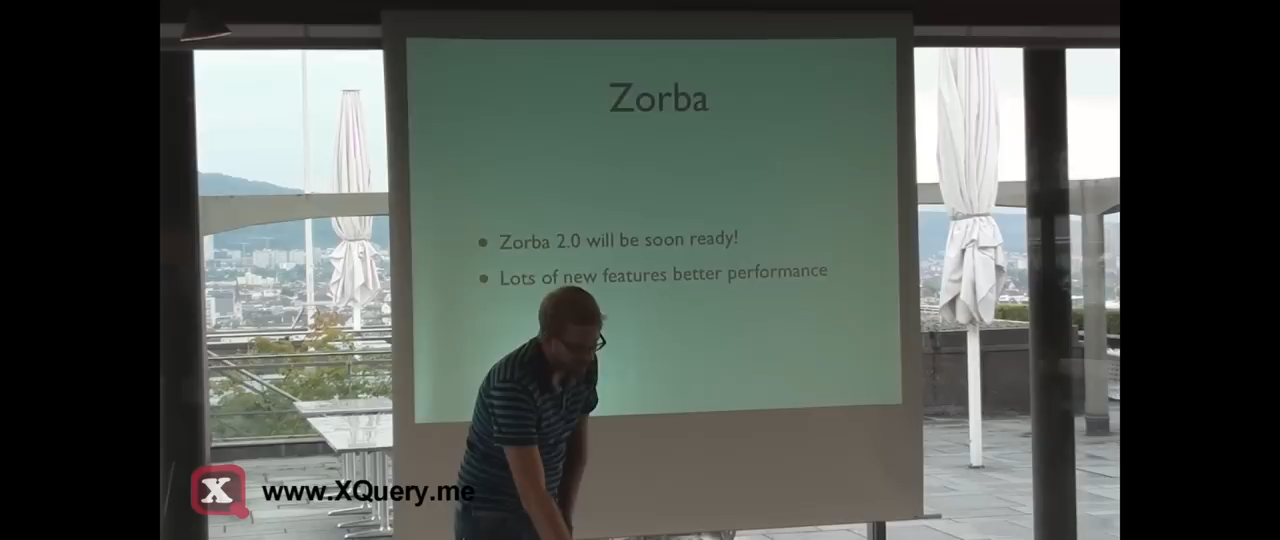 Zorba
Zorba 2.0 will be soon ready!
Lots of new features better performance
X
www.XQuery.me